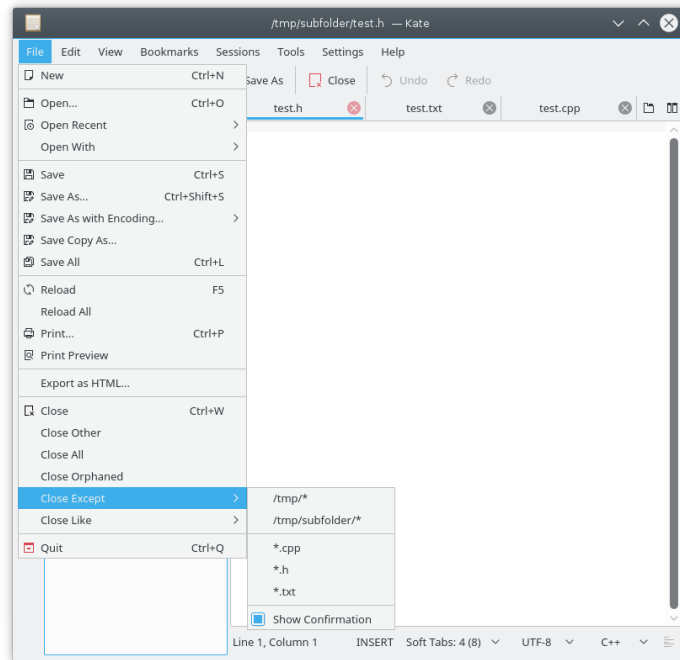 /tmp/subfolder/test.h — Kate
File Edit View Bookmarks Sessions Tools Settings Help
Save As Close Undo Redo
test.h test.txt test.cpp
New Ctrl+N
Open... Ctrl+O
Open Recent
Open With
Save Ctrl+S
Save As... Ctrl+Shift+S
Save As with Encoding...
Save Copy As...
Save All Ctrl+L
Reload F5
Reload All
Print... Ctrl+P
Print Preview
Export as HTML...
Close Ctrl+W
Close Other
Close All
Close Orphaned
Close Except
Close Like
Quit Ctrl+Q
/tmp/*
/tmp/subfolder/*
*.cpp
*.h
*.txt
Show Confirmation
Line 1, Column 1 INSERT Soft Tabs: 4 (8) UTF-8 C++